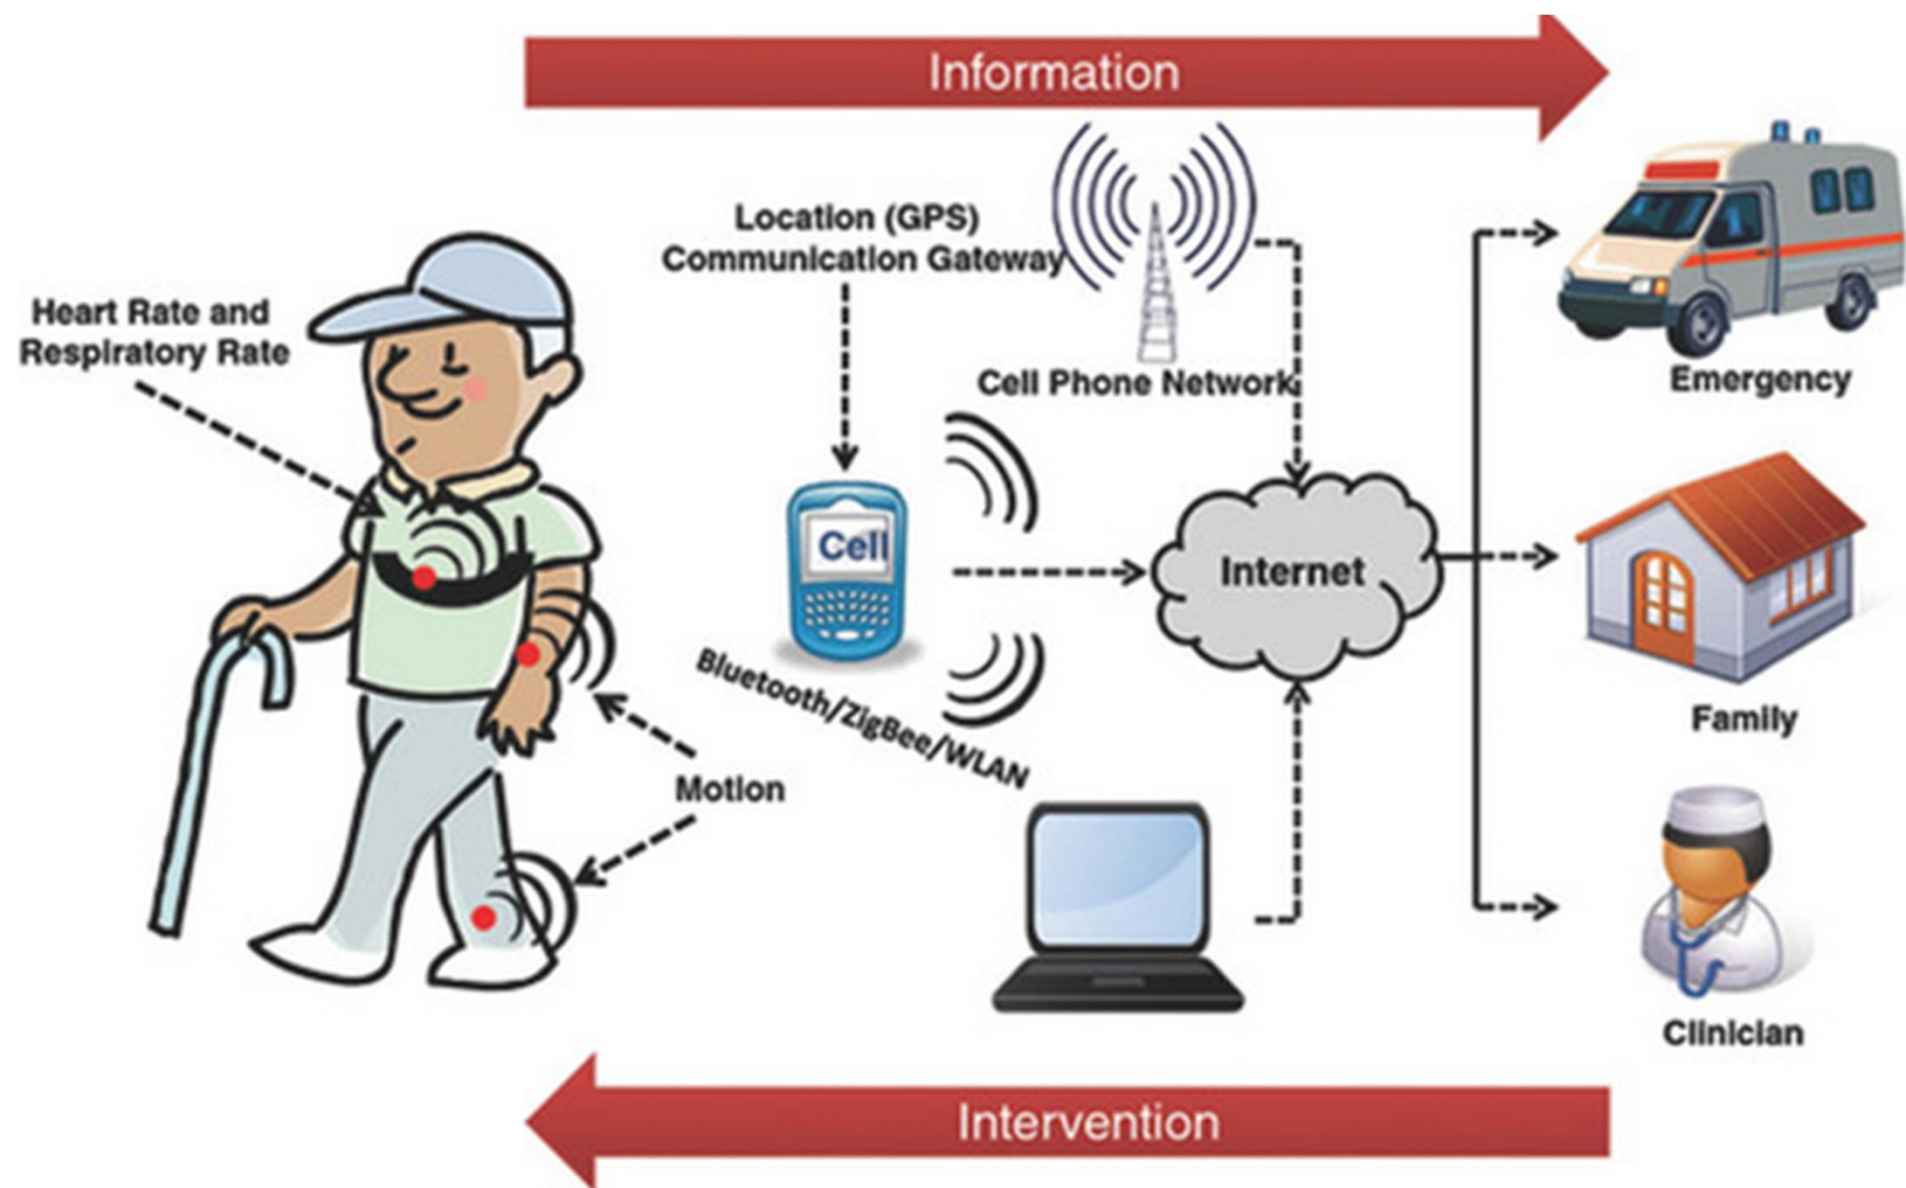 Information
Location (GPS)
Communication Gateway
Heart Rate and
Respiratory Rate
Cell Phone Network
Emergency
Cell
Internet
Bluetooth/ZigBee/WLAN
Family
Motion
Clinician
Intervention